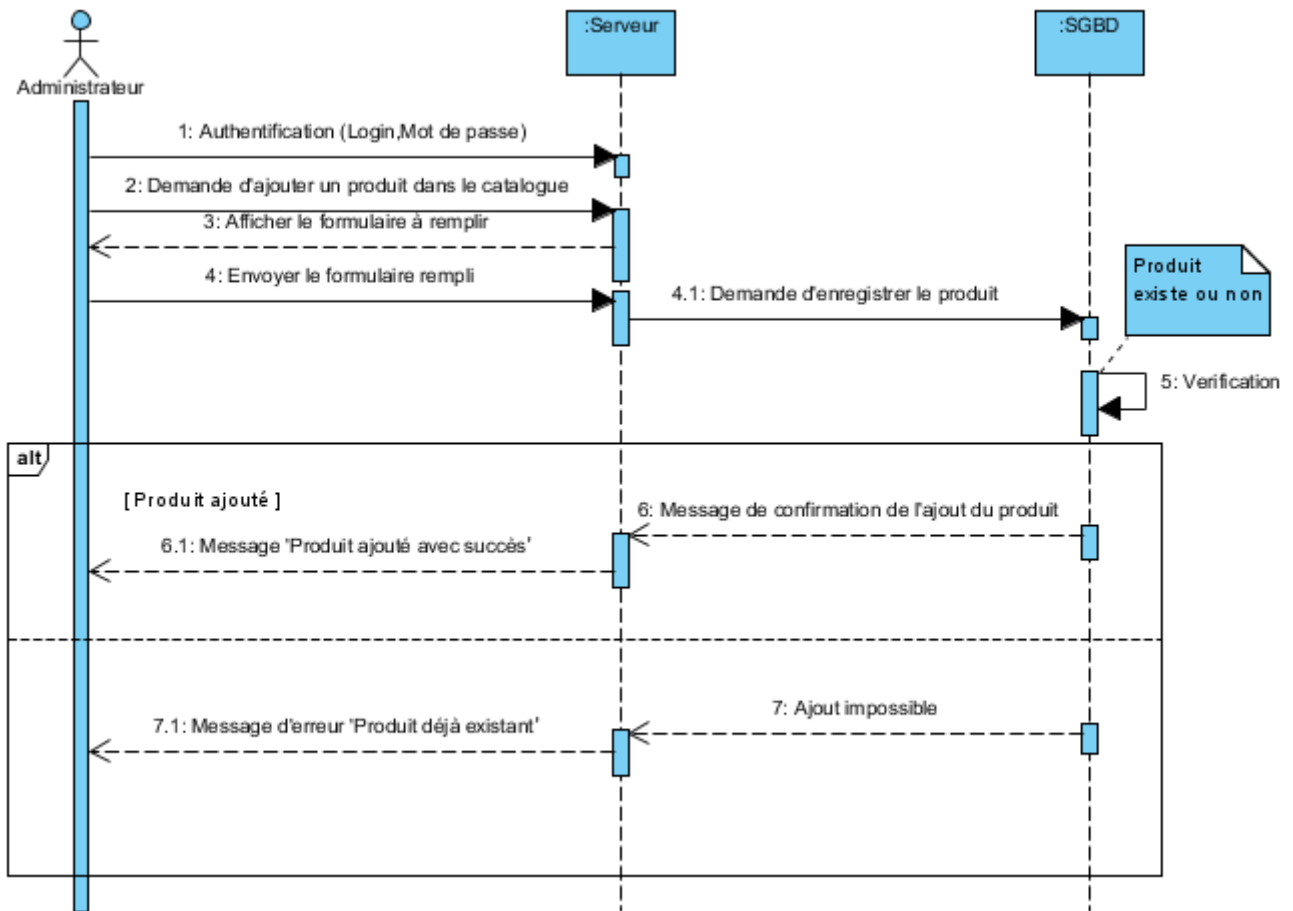 :Serveur
:SGBD
Administrateur
1: Authentification (Login,Mot de passe)
2: Demande d'ajouter un produit dans le catalogue
3: Afficher le formulaire à remplir
4: Envoyer le formulaire rempli
4.1: Demande d'enregistrer le produit
Produit
existe ou non
5: Verification
alt
[ Produit ajouté ]
6: Message de confirmation de l'ajout du produit
6.1: Message 'Produit ajouté avec succès'
7: Ajout impossible
7.1: Message d'erreur 'Produit déjà existant'